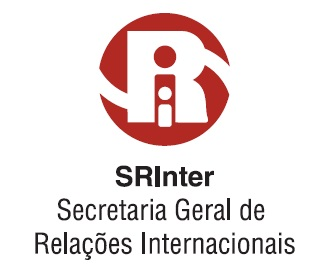 SRInter
Secretaria Geral de
Relações Internacionais